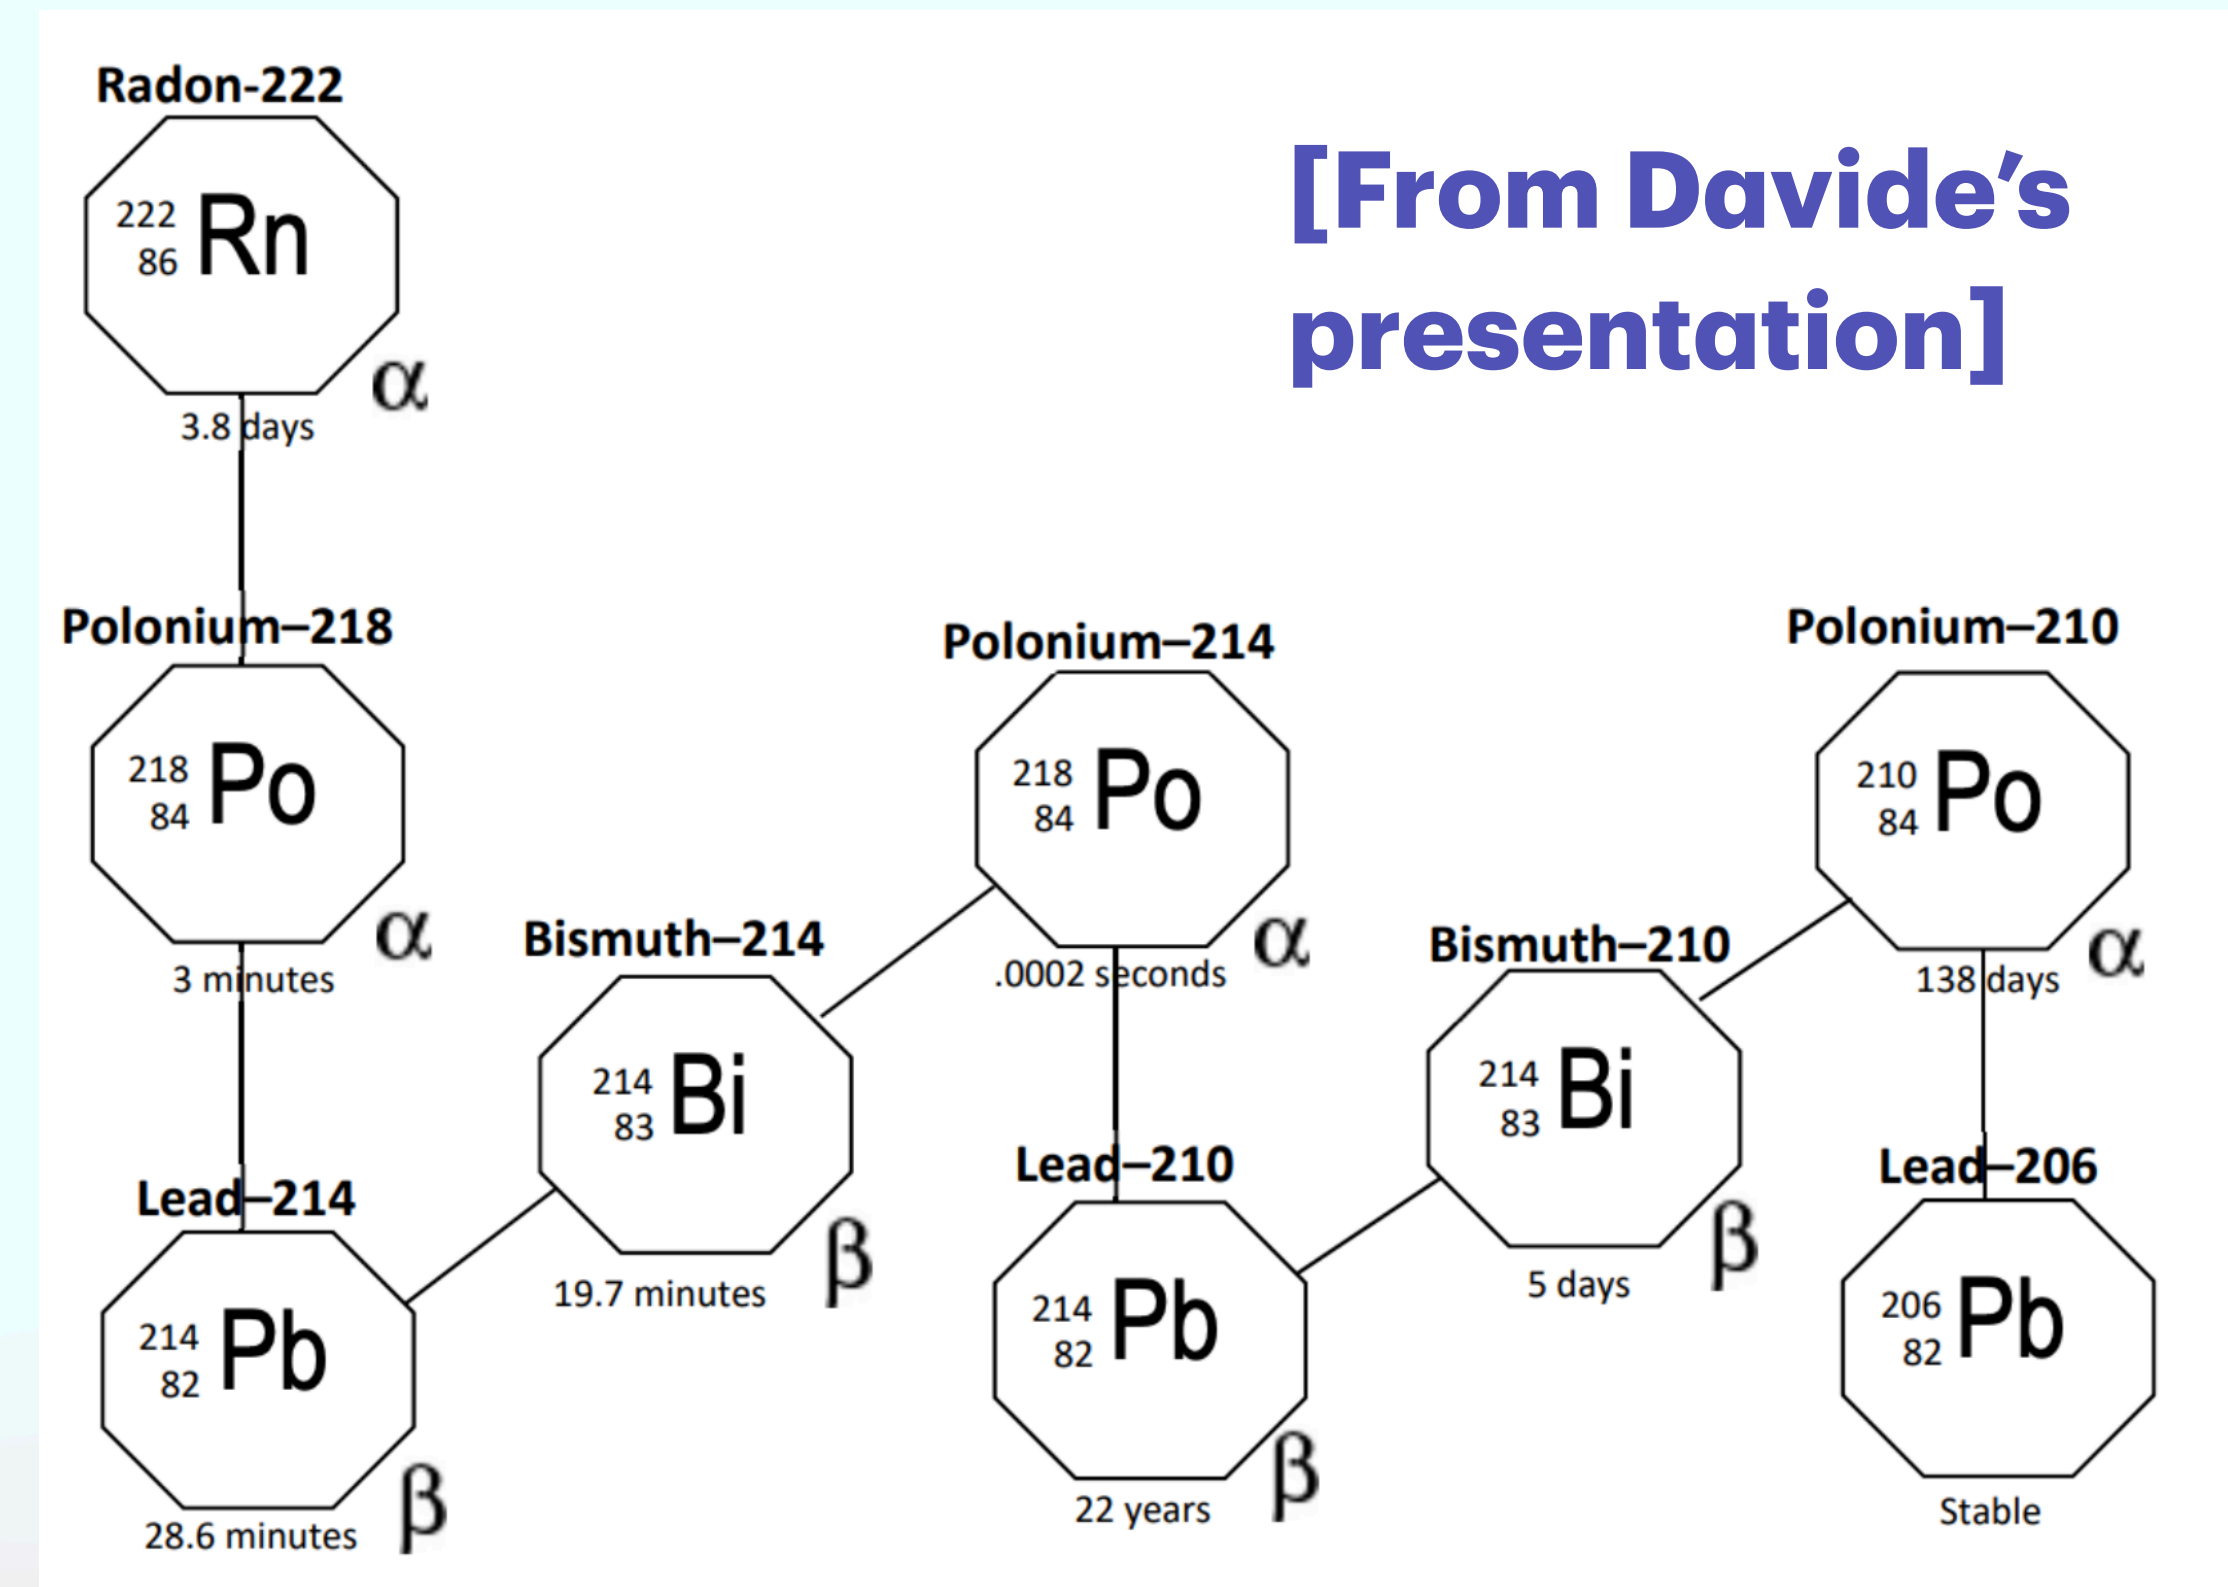 Radon-222
222
86
Rn
α
3.8 days
[From Davide's
presentation]
Polonium–218
218
84
Po
α
3 minutes
Lead–214
214
82
Pb
β
28.6 minutes
Bismuth–214
214
83
Bi
β
19.7 minutes
Polonium–214
218
84
Po
α
.0002 seconds
Lead–210
214
82
Pb
β
22 years
Bismuth–210
214
83
Bi
β
5 days
Polonium–210
210
84
Po
α
138 days
Lead–206
206
82
Pb
Stable